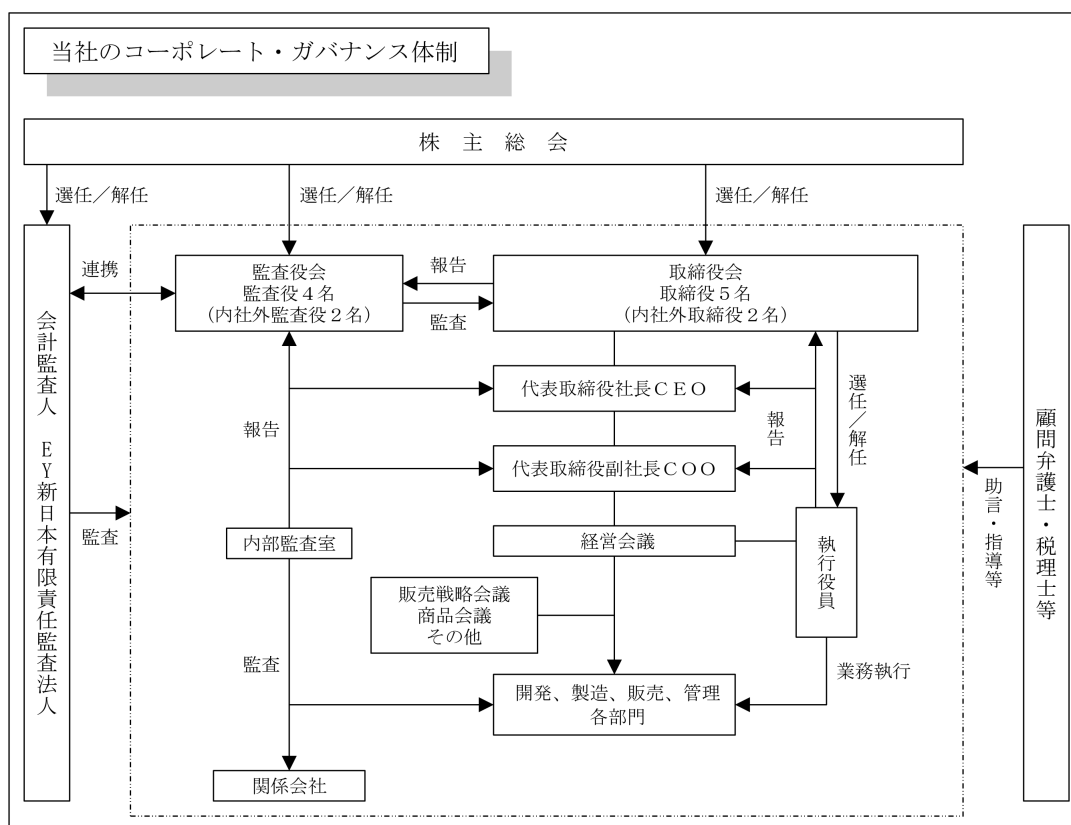 当社のコーポレート・ガバナンス体制
株主総会
選任／解任
選任／解任
選任／解任
監査役会
監査役４名
（内社外監査役２名）
取締役会
取締役５名
（内社外取締役２名）
連携
報告
監査
会計監査人　ＥＹ新日本有限責任監査法人
代表取締役社長ＣＥＯ
選任／解任
報告
報告
代表取締役副社長ＣＯＯ
顧問弁護士・税理士等
助言・指導等
監査
内部監査室
経営会議
執行役員
販売戦略会議
商品会議
その他
監査
業務執行
開発、製造、販売、管理
各部門
関係会社